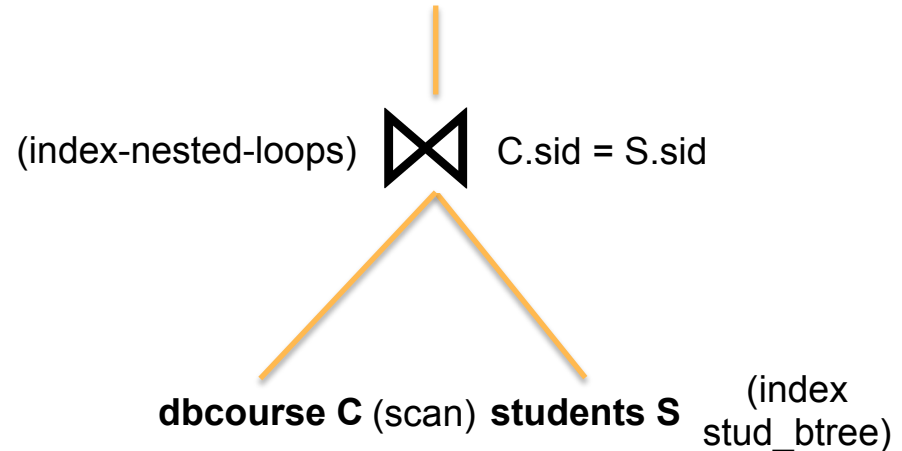 (index-nested-loops) C.sid = S.sid
dbcourse C (scan) students S (index
stud_btree)